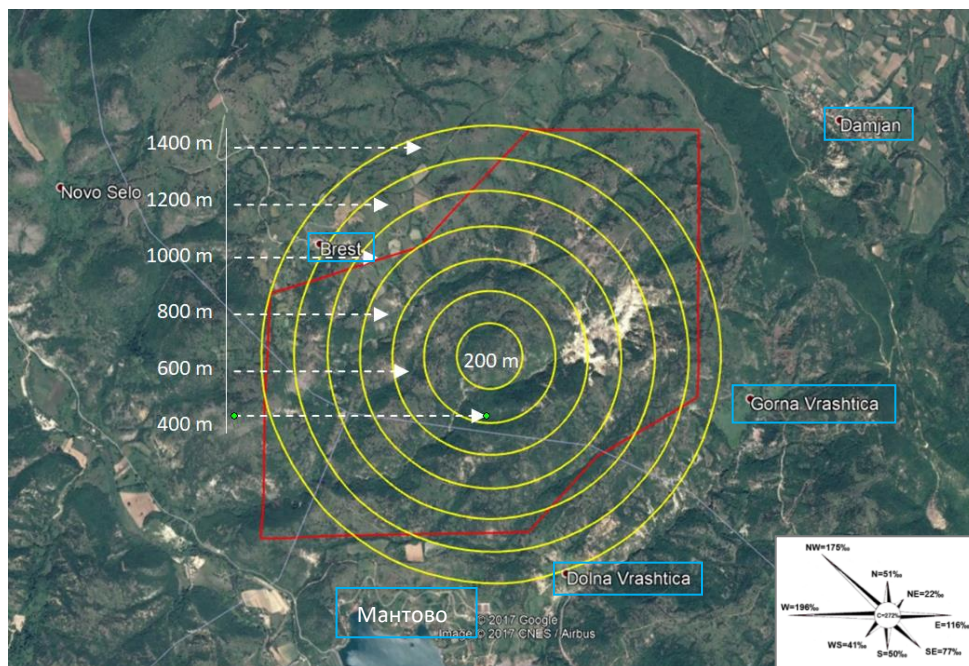 Damjan
1400 m
Novo Selo
1200 m
Brest
1000 m
800 m
200 m
600 m
Gorna Vrashtica
400 m
Dolna Vrashtica
Мантово
© 2017 Google
Image © 2017 CNES / Airbus
NW=175‰
N=51‰
NE=22‰
W=196‰
C=272‰
E=116‰
WS=41‰
S=50‰
SE=77‰